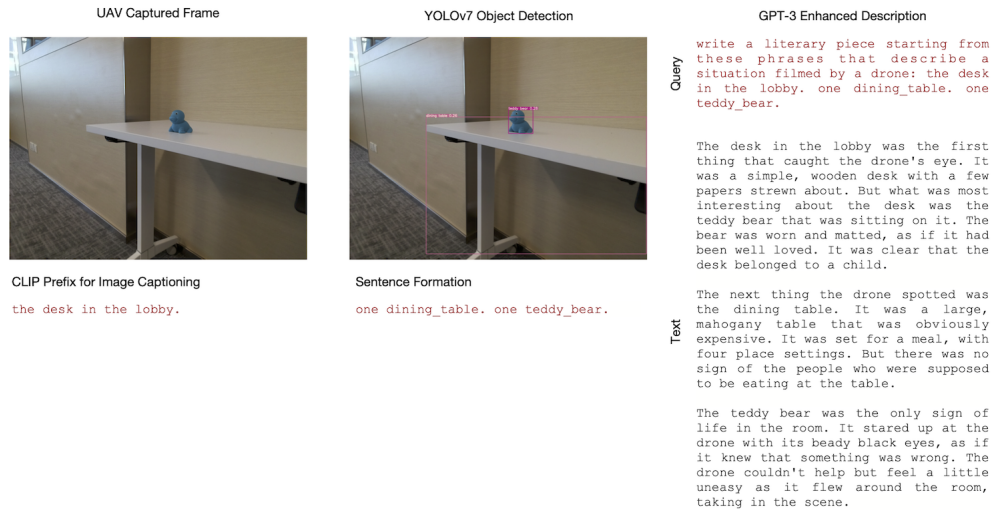 UAV Captured Frame
YOLOv7 Object Detection
GPT-3 Enhanced Description
teddy bear
dining table
CLIP Prefix for Image Captioning
the desk in the lobby.
Sentence Formation
one dining_table. one teddy_bear.
Query
write a literary piece starting from
these phrases that describe a
situation filmed by a drone: the desk
in the lobby. one dining_table. one
teddy_bear.
Text
The desk in the lobby was the first
thing that caught the drone's eye. It
was a simple, wooden desk with a few
papers strewn about. But what was most
interesting about the desk was the
teddy bear that was sitting on it. The
bear was worn and matted, as if it had
been well loved. It was clear that the
desk belonged to a child.
The next thing the drone spotted was
the dining table. It was a large,
mahogany table that was obviously
expensive. It was set for a meal, with
four place settings. But there was no
sign of the people who were supposed
to be eating at the table.
The teddy bear was the only sign of
life in the room. It stared up at the
drone with its beady black eyes, as if
it knew that something was wrong. The
drone couldn't help but feel a little
uneasy as it flew around the room,
taking in the scene.